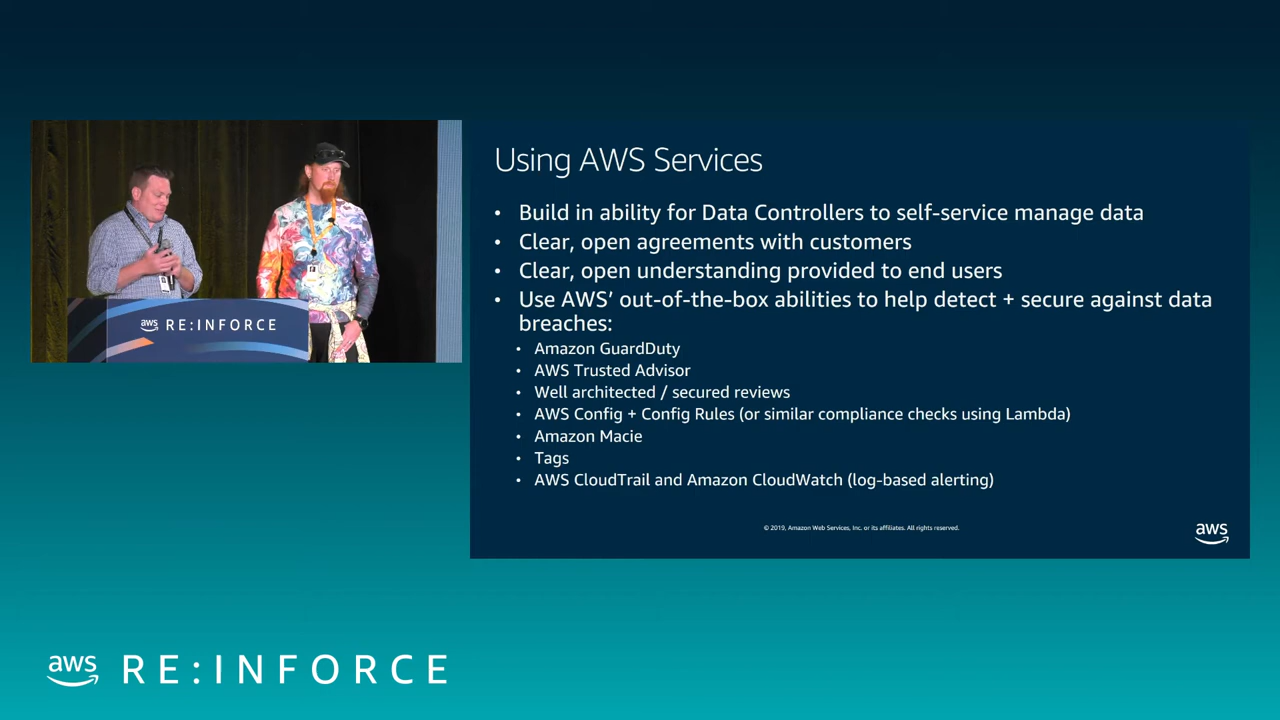 Using AWS Services
• Build in ability for Data Controllers to self-service manage data
• Clear, open agreements with customers
• Clear, open understanding provided to end users
• Use AWS’ out-of-the-box abilities to help detect + secure against data
breaches:
• Amazon GuardDuty
• AWS Trusted Advisor
• Well architected / secured reviews
• AWS Config + Config Rules (or similar compliance checks using Lambda)
• Amazon Macie
• Tags
• AWS CloudTrail and Amazon CloudWatch (log-based alerting)
© 2019, Amazon Web Services, Inc. or its affiliates. All rights reserved.
aws
aws RE:INFORCE
aws RE:INFORCE